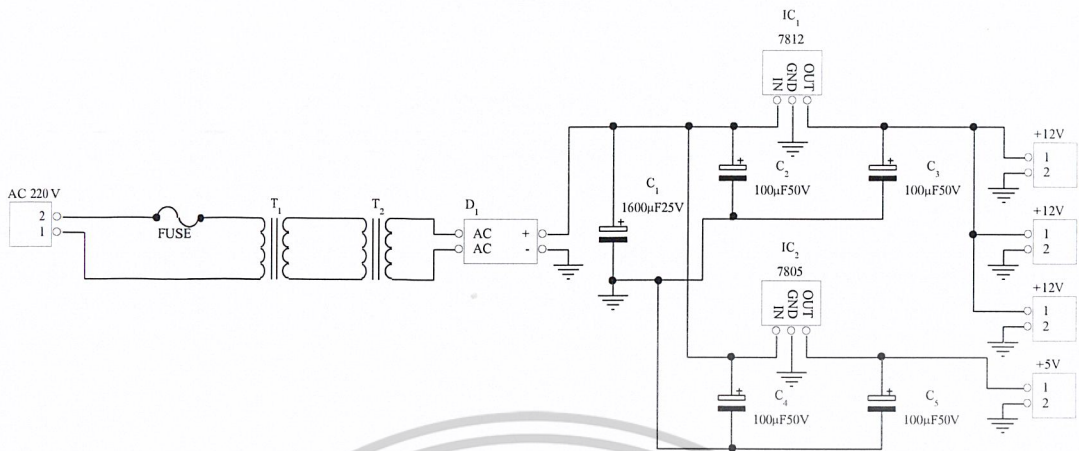 IC1
7812
IN
GND
OUT
+12V
1
2
C2
100µF50V
C3
100µF50V
C1
1600µF25V
AC 220 V
2
1
FUSE
T1
T2
D1
AC
AC
+
-
+12V
1
2
IC2
7805
IN
GND
OUT
+12V
1
2
+5V
1
2
C4
100µF50V
C5
100µF50V
+
+
+
+
+